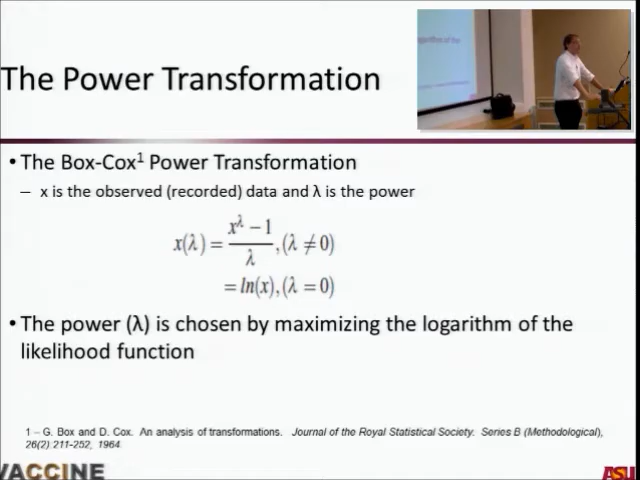 The Power Transformation
• The Box-Cox1 Power Transformation
– x is the observed (recorded) data and λ is the power
x(λ) = (x^λ − 1)/λ, (λ ≠ 0)
= ln(x), (λ = 0)
• The power (λ) is chosen by maximizing the logarithm of the
likelihood function
1 – G. Box and D. Cox. An analysis of transformations. Journal of the Royal Statistical Society. Series B (Methodological),
26(2):211-252, 1964.
VACCINE
ASU